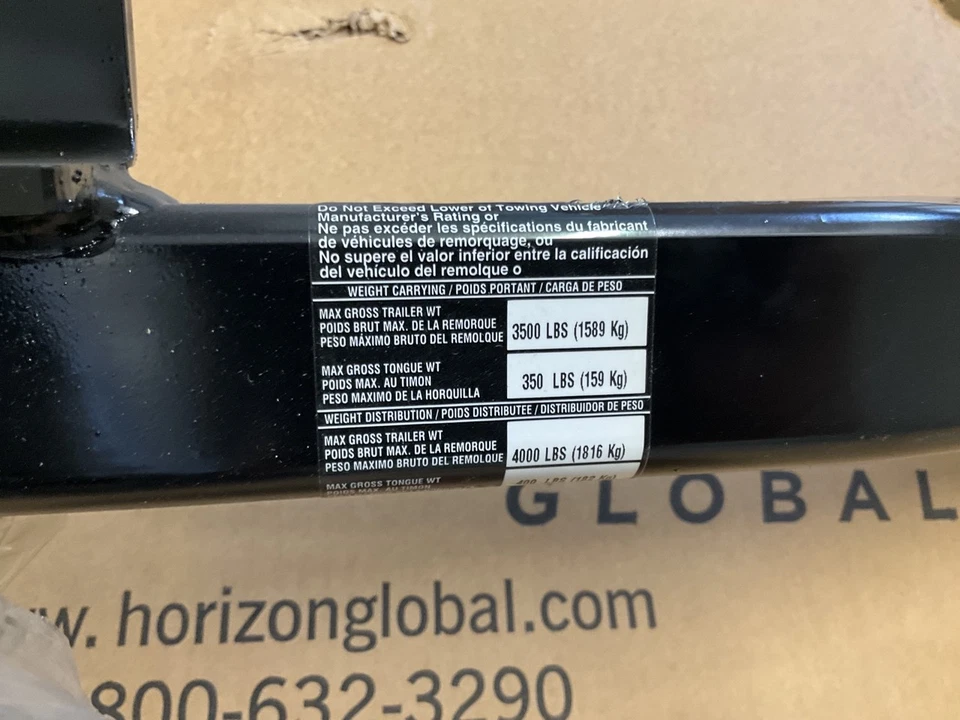 Do Not Exceed Lower of Towing Vehicle
Manufacturer's Rating or
Ne pas excéder les spécifications du fabricant
de véhicules de remorquage, ou
No supere el valor inferior entre la calificación
del vehículo del remolque o
WEIGHT CARRYING / POIDS PORTANT / CARGA DE PESO
MAX GROSS TRAILER WT
POIDS BRUT MAX. DE LA REMORQUE
PESO MÁXIMO BRUTO DEL REMOLQUE
3500 LBS (1589 Kg)
MAX GROSS TONGUE WT
POIDS MAX. AU TIMON
PESO MAXIMO DE LA HORQUILLA
350 LBS (159 Kg)
WEIGHT DISTRIBUTION / POIDS DISTRIBUTEE / DISTRIBUIDOR DE PESO
MAX GROSS TRAILER WT
POIDS BRUT MAX. DE LA REMORQUE
PESO MAXIMO BRUTO DEL REMOLQUE
4000 LBS (1816 Kg)
MAX GROSS TONGUE WT
POIDS MAX. AU TIMON
GLOBAL
w. horizonglobal.com
800-632-3290